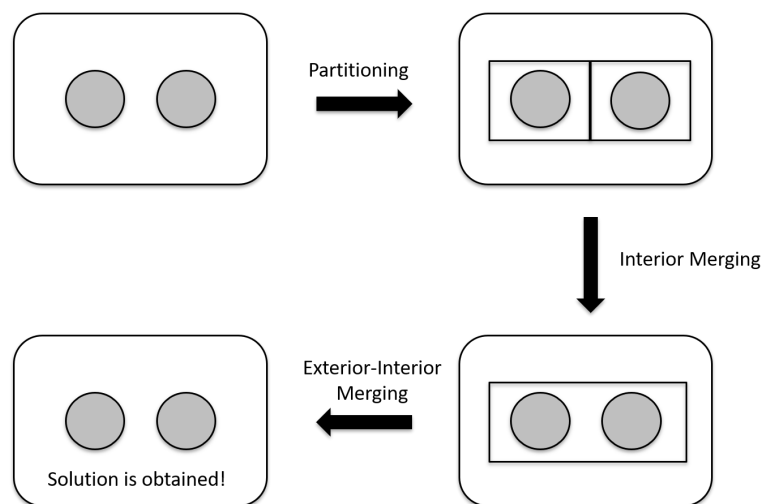 Partitioning
Interior Merging
Exterior-Interior
Merging
Solution is obtained!